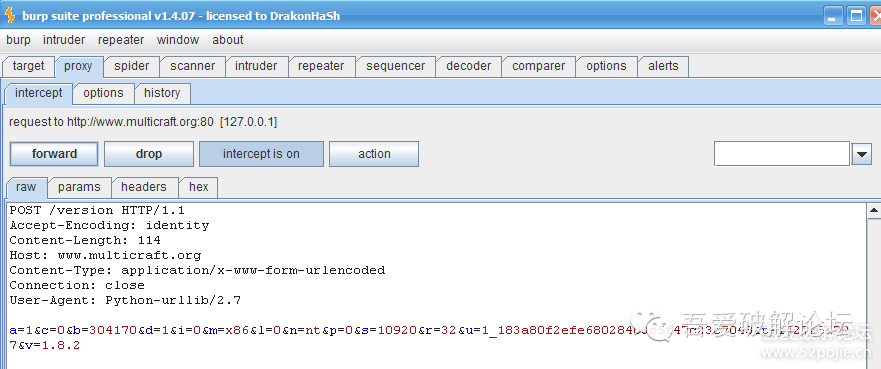 burp suite professional v1.4.07 - licensed to DrakonHaSh
burp intruder repeater window about
target proxy spider scanner intruder repeater sequencer decoder comparer options alerts
intercept options history
request to http://www.multicraft.org:80 [127.0.0.1]
forward drop intercept is on action
raw params headers hex
POST /version HTTP/1.1
Accept-Encoding: identity
Content-Length: 114
Host: www.multicraft.org
Content-Type: application/x-www-form-urlencoded
Connection: close
User-Agent: Python-urllib/2.7
a=1&c=0&b=304170&d=1&i=0&m=x86&l=0&n=nt&p=0&s=10920&r=32&u=
吾爱破解论坛
7&v=1.8.2
www.52pojie.cn